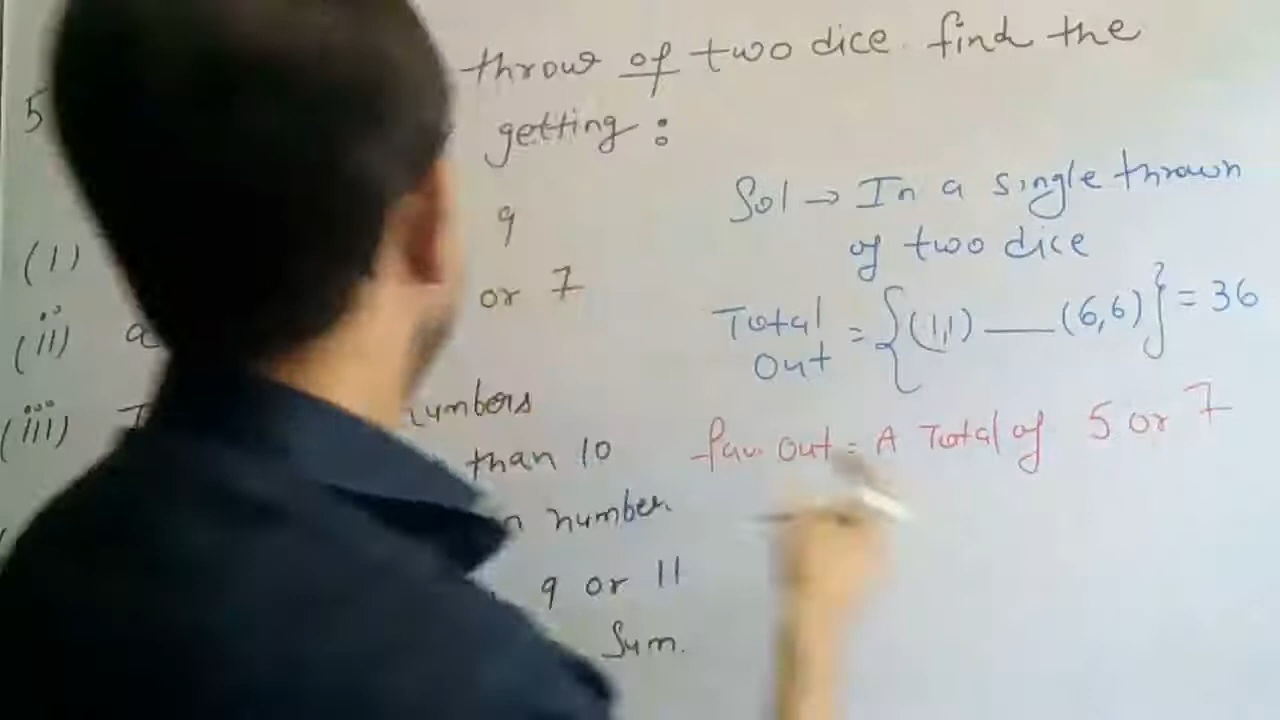 5 throw of two dice. find the
getting :
(1) 9
(ii) a or 7
(iii) numbers
than 10
number.
9 or 11
Sum.
Sol → In a single thrown
of two dice
Total
Out = {(1,1) — (6,6)} = 36
fav. out = A Total of 5 or 7